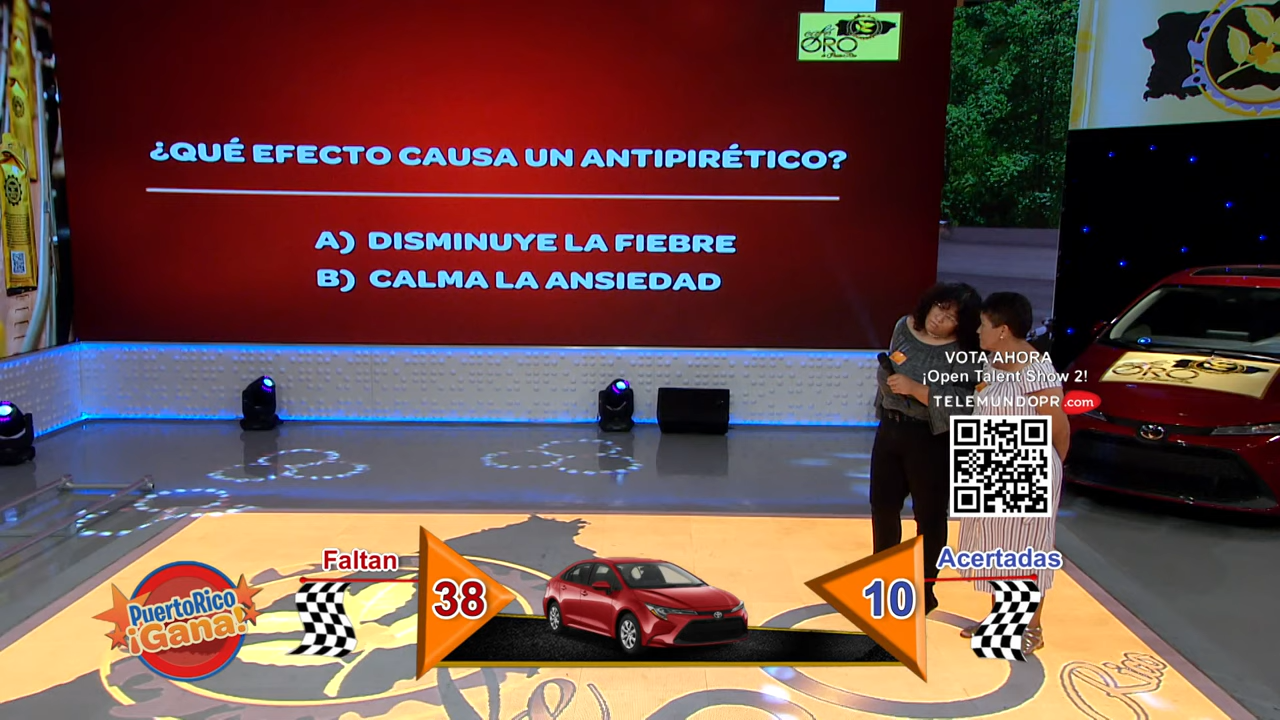 ORO
¿QUÉ EFECTO CAUSA UN ANTIPIRÉTICO?
A) DISMINUYE LA FIEBRE
B) CALMA LA ANSIEDAD
VOTA AHORA
¡Open Talent Show 2!
TELEMUNDOPR.com
ORO
Faltan
38
Acertadas
10
PuertoRico
¡Gana!
Rico